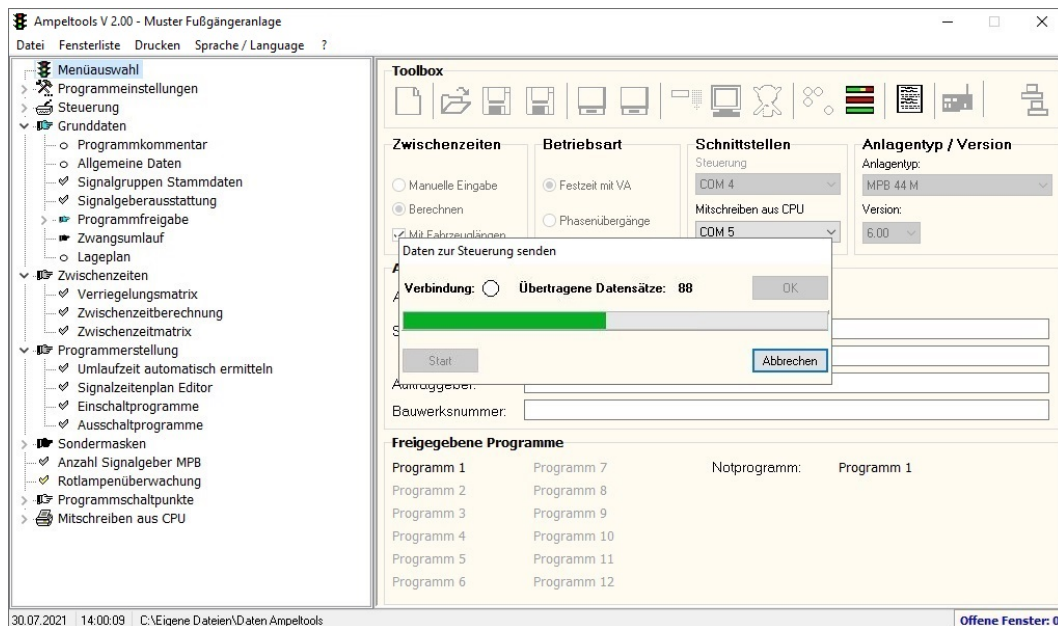 Ampeltools V 2.00 - Muster Fußgängeranlage
Datei Fensterliste Drucken Sprache / Language ?
Menüauswahl
Programmeinstellungen
Steuerung
Grunddaten
Programmkommentar
Allgemeine Daten
Signalgruppen Stammdaten
Signalgeberausstattung
Programmfreigabe
Zwangsumlauf
Lageplan
Zwischenzeiten
Verriegelungsmatrix
Zwischenzeitberechnung
Zwischenzeitmatrix
Programmerstellung
Umlaufzeit automatisch ermitteln
Signalzeitenplan Editor
Einschaltprogramme
Ausschaltprogramme
Sondermasken
Anzahl Signalgeber MPB
Rotlampenüberwachung
Programmschaltpunkte
Mitschreiben aus CPU
Toolbox
Zwischenzeiten
Manuelle Eingabe
Berechnen
Mit Fahrzeuglängen
Betriebsart
Festzeit mit VA
Phasenübergänge
Schnittstellen
Steuerung
COM 4
Mitschreiben aus CPU
COM 5
Anlagentyp / Version
Anlagentyp:
MPB 44 M
Version:
6.00
Daten zur Steuerung senden
Verbindung: Übertragene Datensätze: 88 OK
Start Abbrechen
Auftraggeber:
Bauwerksnummer:
Freigegebene Programme
Programm 1 Programm 7 Notprogramm: Programm 1
Programm 2 Programm 8
Programm 3 Programm 9
Programm 4 Programm 10
Programm 5 Programm 11
Programm 6 Programm 12
30.07.2021 14:00:09 C:\Eigene Dateien\Daten Ampeltools Offene Fenster: 0